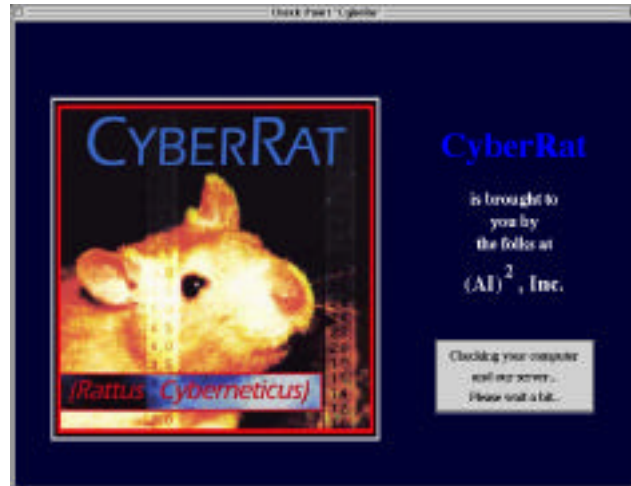 CYBERRAT
(Rattus Cyberneticus)
CyberRat
is brought to
you by
the folks at
(AI)², Inc.
Checking your computer
and our server...
Please wait a bit...